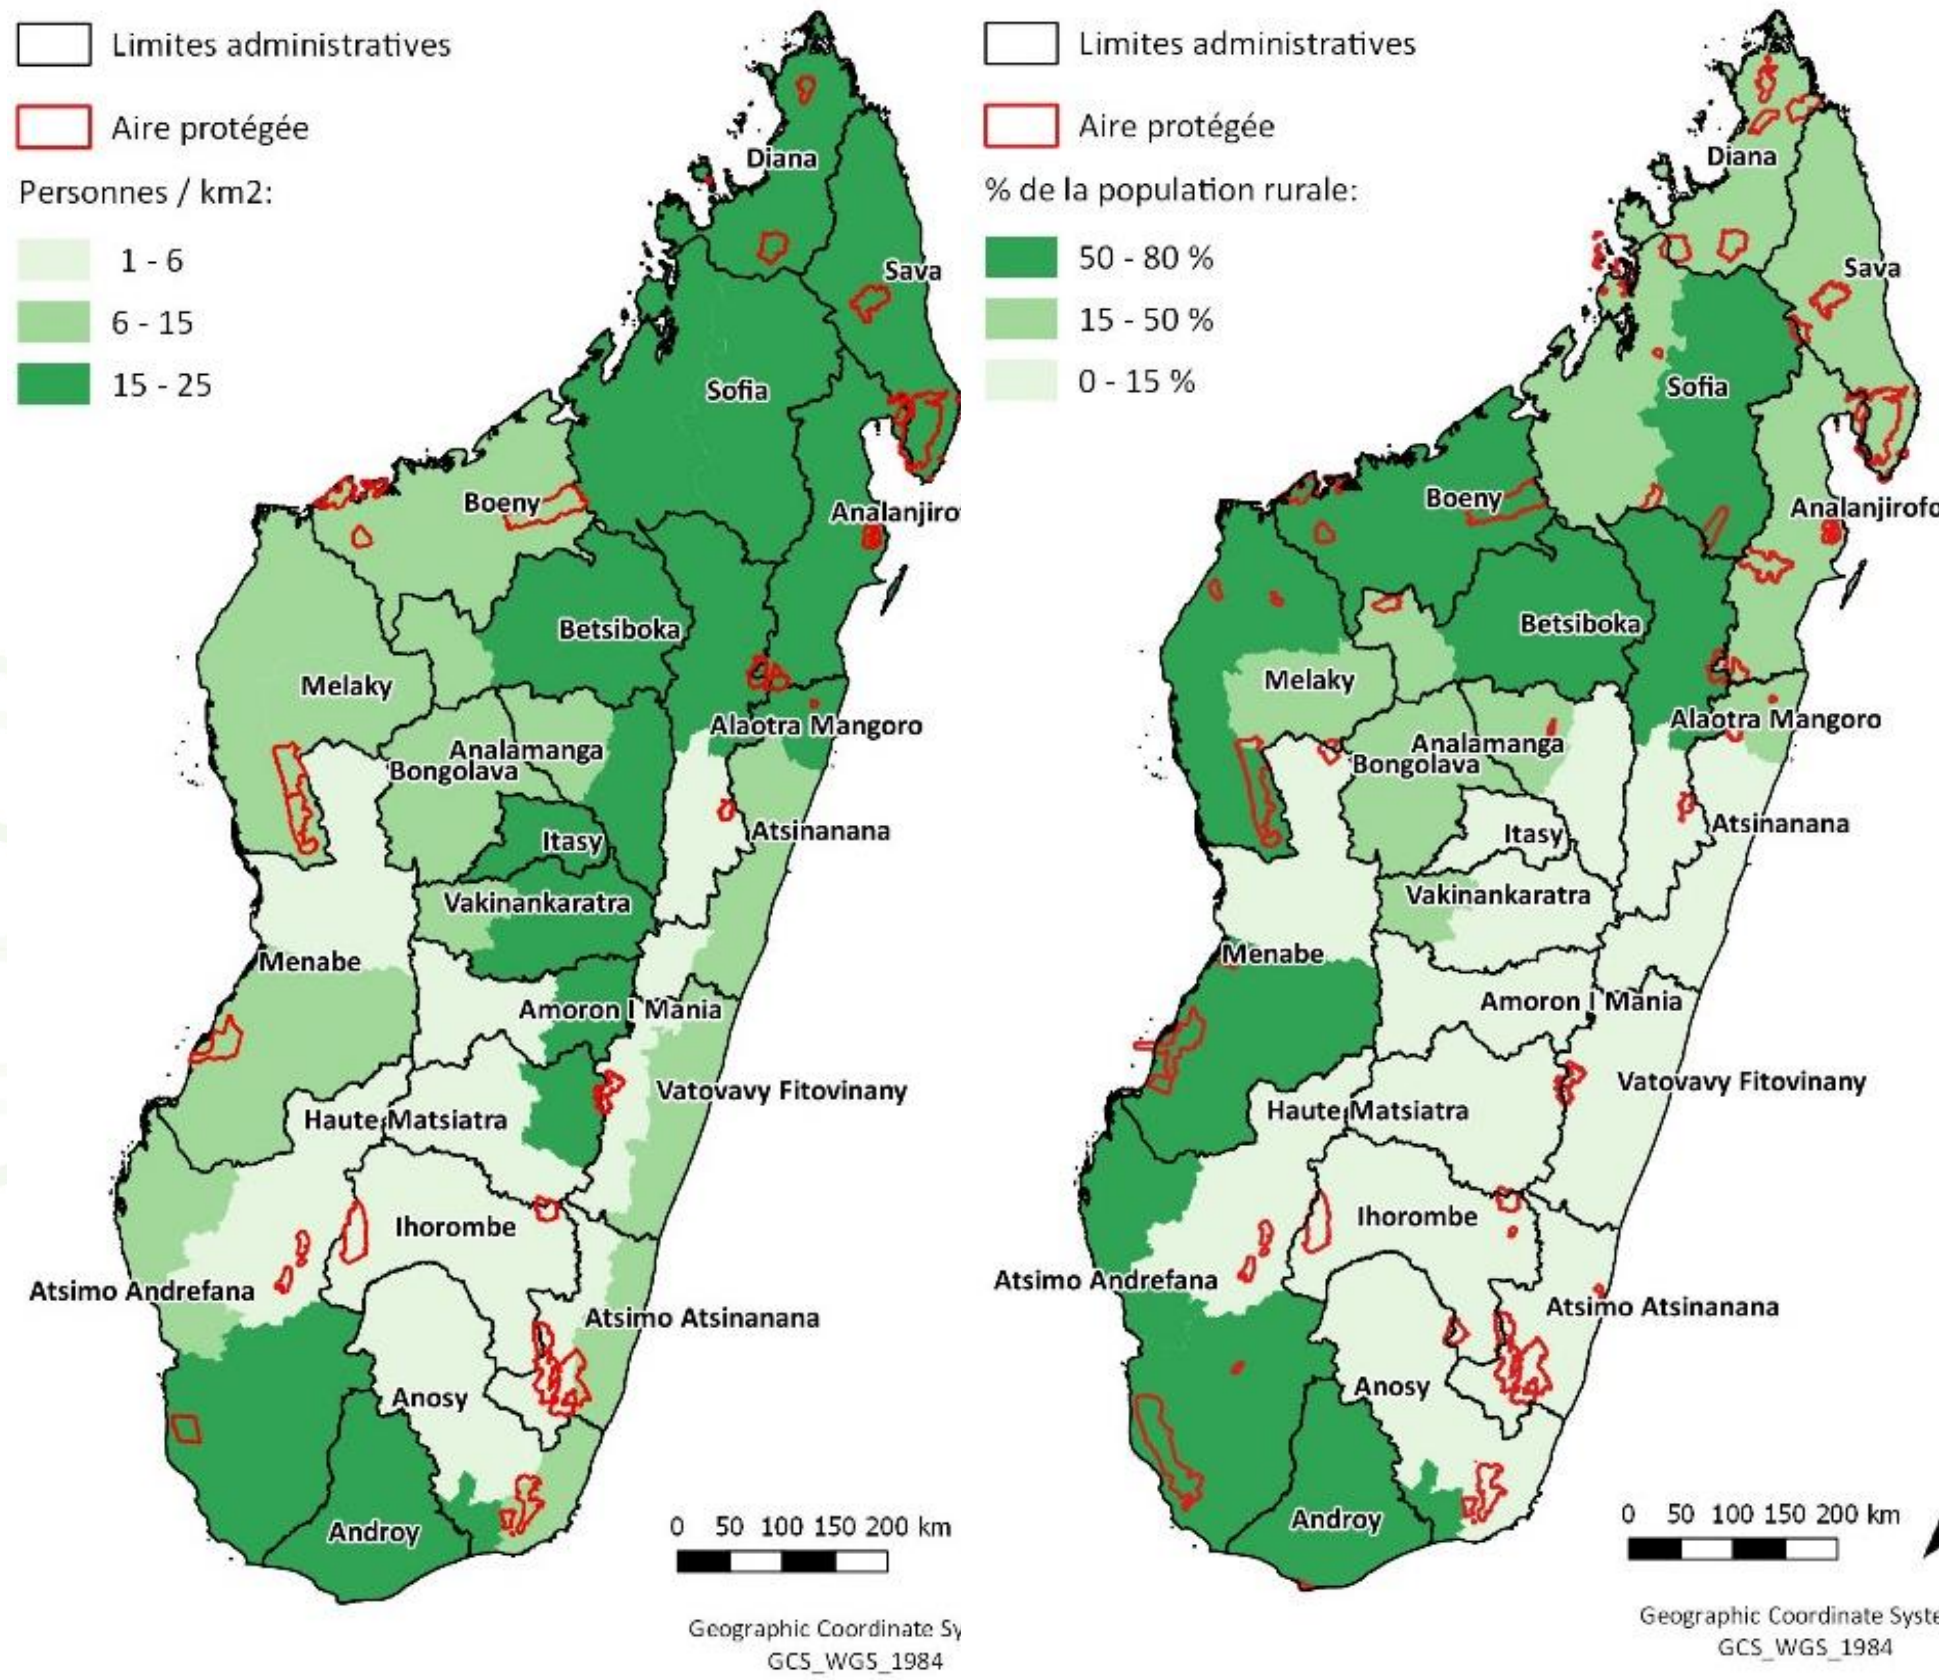 Limites administratives
Aire protégée
Personnes / km2:
1 - 6
6 - 15
15 - 25
Diana
Sava
Sofia
Boeny
Analanjiro
Betsiboka
Melaky
Alaotra Mangoro
Analamanga
Bongolava
Atsinanana
Itasy
Vakinankaratra
Menabe
Amoron I Mania
Vatovavy Fitovinany
Haute Matsiatra
Ihorombe
Atsimo Andrefana
Atsimo Atsinanana
Anosy
Androy
0 50 100 150 200 km
Geographic Coordinate Sy
GCS_WGS_1984
Limites administratives
Aire protégée
% de la population rurale:
50 - 80 %
15 - 50 %
0 - 15 %
Diana
Sava
Sofia
Boeny
Analanjirofo
Betsiboka
Melaky
Alaotra Mangoro
Analamanga
Bongolava
Atsinanana
Itasy
Vakinankaratra
Menabe
Amoron I Mania
Vatovavy Fitovinany
Haute Matsiatra
Ihorombe
Atsimo Andrefana
Atsimo Atsinanana
Anosy
Androy
0 50 100 150 200 km
Geographic Coordinate Syste
GCS_WGS_1984